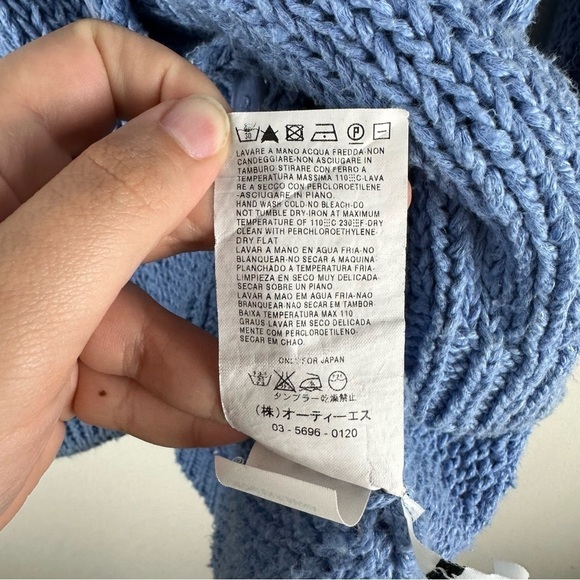 LAVARE A MANO ACQUA FREDDA-NON
CANDEGGIARE-NON ASCIUGARE IN
TAMBURO STIRARE CON FERRO A
TEMPERATURA MASSIMA 110°C-LAVA
RE A SECCO CON PERCLOROETILENE
-ASCIUGARE IN PIANO.
HAND WASH COLD-NO BLEACH-DO
NOT TUMBLE DRY-IRON AT MAXIMUM
TEMPERATURE OF 110°C 230°F-DRY
CLEAN WITH PERCHLOROETHYLENE-
DRY FLAT
LAVAR A MANO EN AGUA FRIA-NO
BLANQUEAR-NO SECAR A MAQUINA-
PLANCHADO A TEMPERATURA FRIA-
LIMPIEZA EN SECO MUY DELICADA
SECAR SOBRE UN PIANO
LAVAR A MAO EM AGUA FRIA-NAO
BRANQUEAR-NAO SECAR EM TAMBOR
BAIXA TEMPERATURA MAX 110
GRAUS LAVAR EM SECO DELICADA
MENTE COM PERCLOROETILENO-
SECAR EM CHAO.
ONLY FOR JAPAN
タンブラー乾燥禁止
(株)オーティーエス
03-5696-0120